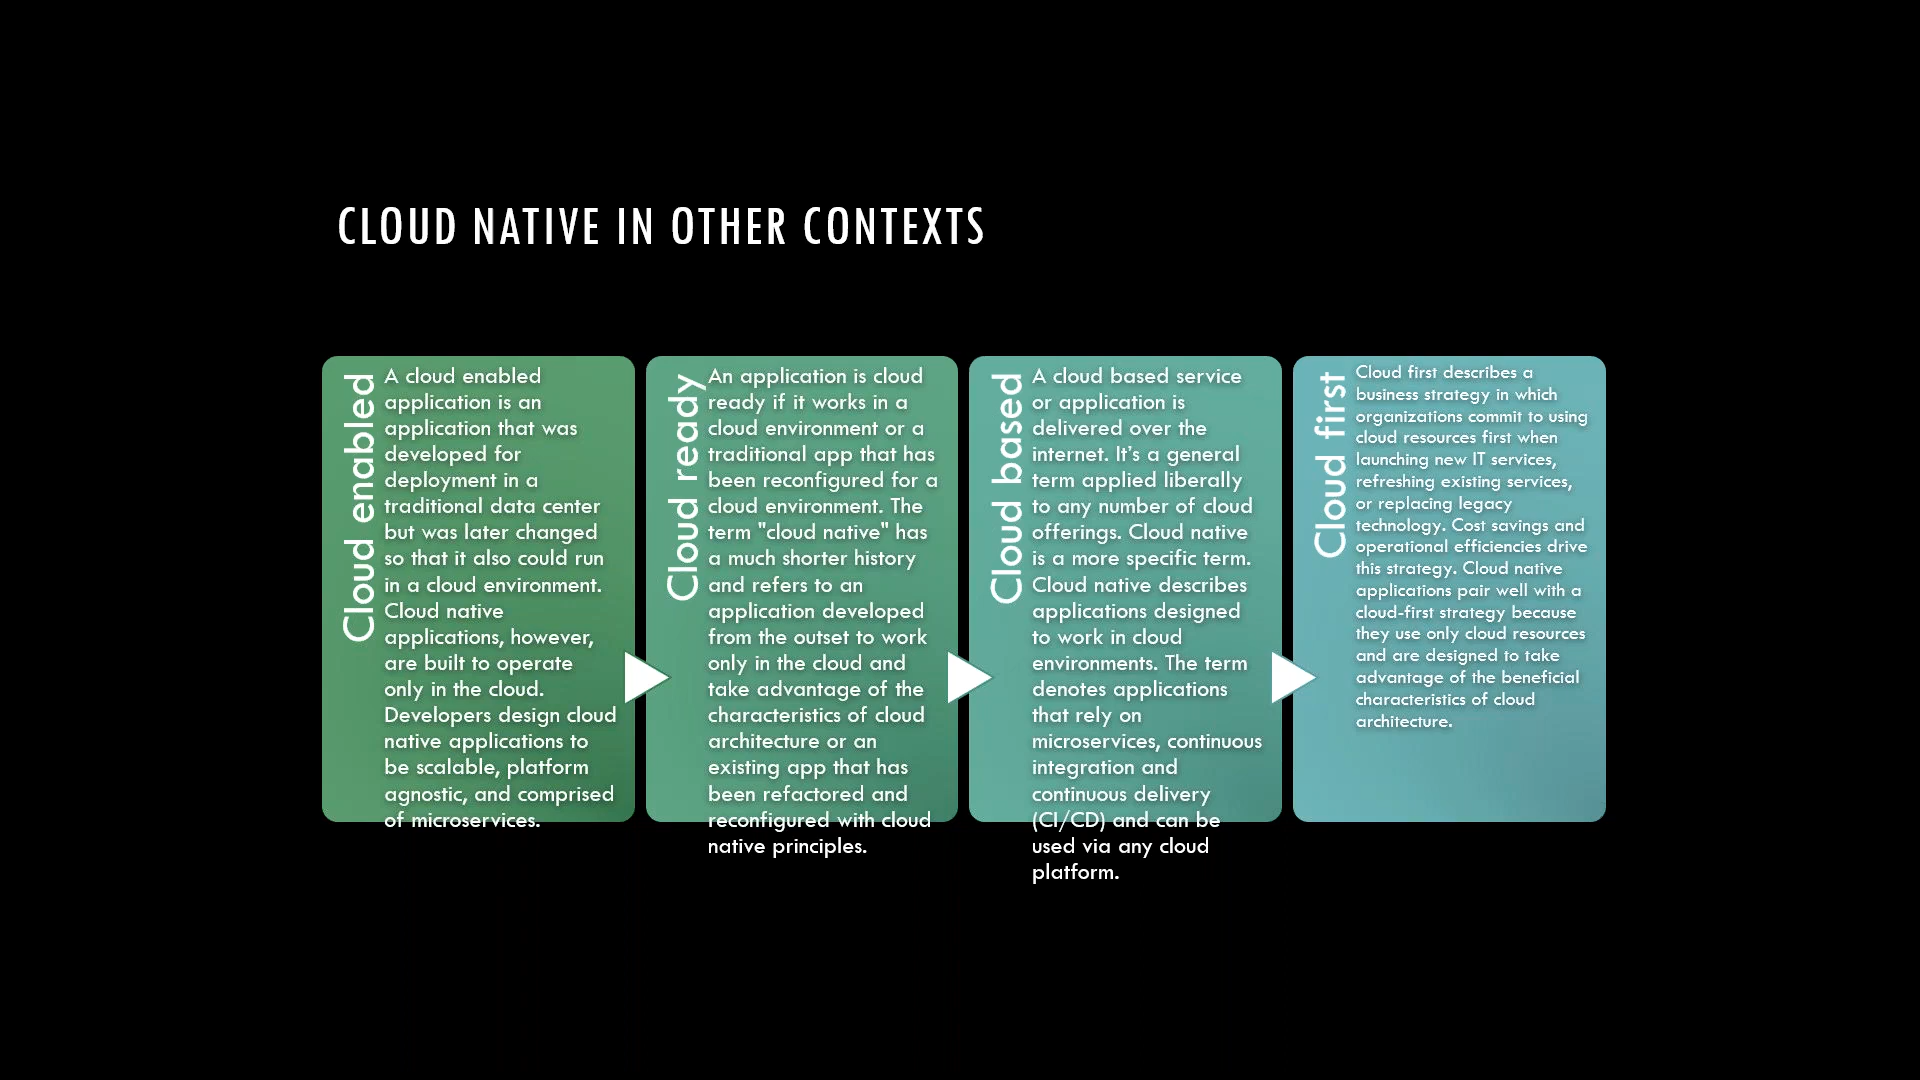 CLOUD NATIVE IN OTHER CONTEXTS
Cloud enabled
A cloud enabled
application is an
application that was
developed for
deployment in a
traditional data center
but was later changed
so that it also could run
in a cloud environment.
Cloud native
applications, however,
are built to operate
only in the cloud.
Developers design cloud
native applications to
be scalable, platform
agnostic, and comprised
of microservices.
Cloud ready
An application is cloud
ready if it works in a
cloud environment or a
traditional app that has
been reconfigured for a
cloud environment. The
term "cloud native" has
a much shorter history
and refers to an
application developed
from the outset to work
only in the cloud and
take advantage of the
characteristics of cloud
architecture or an
existing app that has
been refactored and
reconfigured with cloud
native principles.
Cloud based
A cloud based service
or application is
delivered over the
internet. It's a general
term applied liberally
to any number of cloud
offerings. Cloud native
is a more specific term.
Cloud native describes
applications designed
to work in cloud
environments. The term
denotes applications
that rely on
microservices, continuous
integration and
continuous delivery
(CI/CD) and can be
used via any cloud
platform.
Cloud first
Cloud first describes a
business strategy in which
organizations commit to using
cloud resources first when
launching new IT services,
refreshing existing services,
or replacing legacy
technology. Cost savings and
operational efficiencies drive
this strategy. Cloud native
applications pair well with a
cloud-first strategy because
they use only cloud resources
and are designed to take
advantage of the beneficial
characteristics of cloud
architecture.